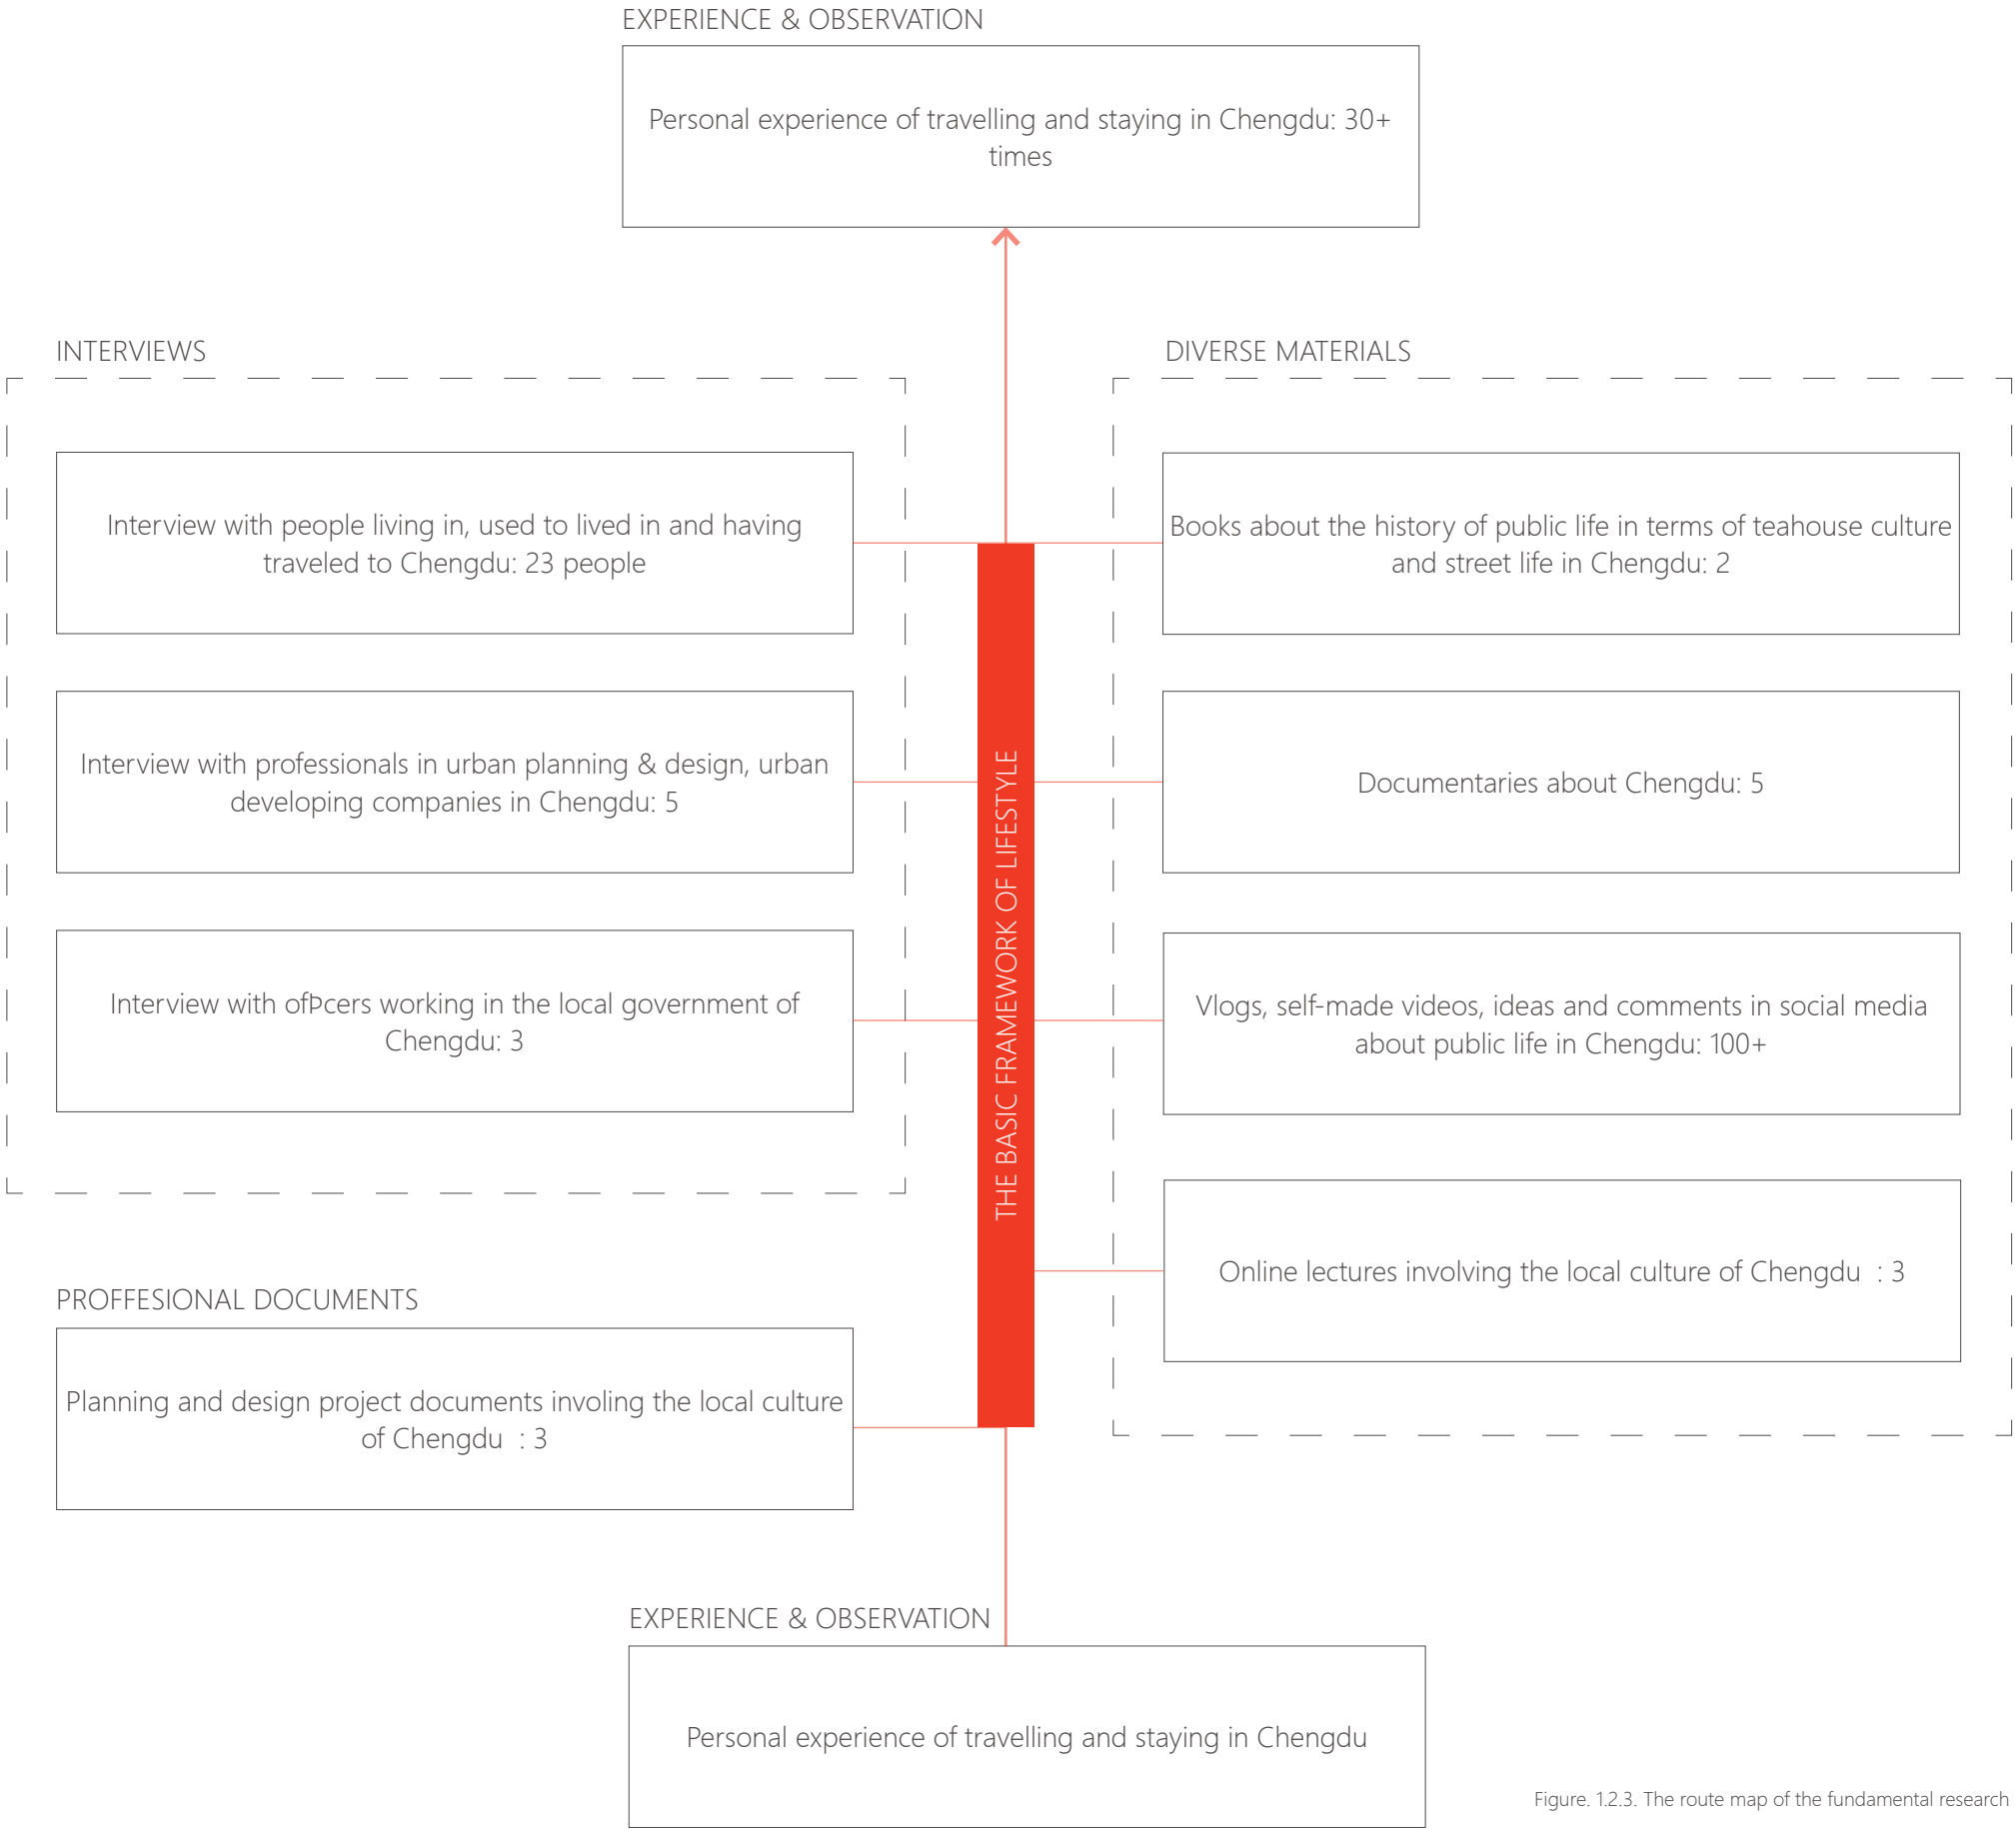 EXPERIENCE & OBSERVATION
Personal experience of travelling and staying in Chengdu: 30+
times
INTERVIEWS
Interview with people living in, used to lived in and having
traveled to Chengdu: 23 people
Interview with professionals in urban planning & design, urban
developing companies in Chengdu: 5
Interview with ofÞcers working in the local government of
Chengdu: 3
PROFFESIONAL DOCUMENTS
Planning and design project documents involing the local culture
of Chengdu : 3
THE BASIC FRAMEWORK OF LIFESTYLE
DIVERSE MATERIALS
Books about the history of public life in terms of teahouse culture
and street life in Chengdu: 2
Documentaries about Chengdu: 5
Vlogs, self-made videos, ideas and comments in social media
about public life in Chengdu: 100+
Online lectures involving the local culture of Chengdu : 3
EXPERIENCE & OBSERVATION
Personal experience of travelling and staying in Chengdu
Figure. 1.2.3. The route map of the fundamental research